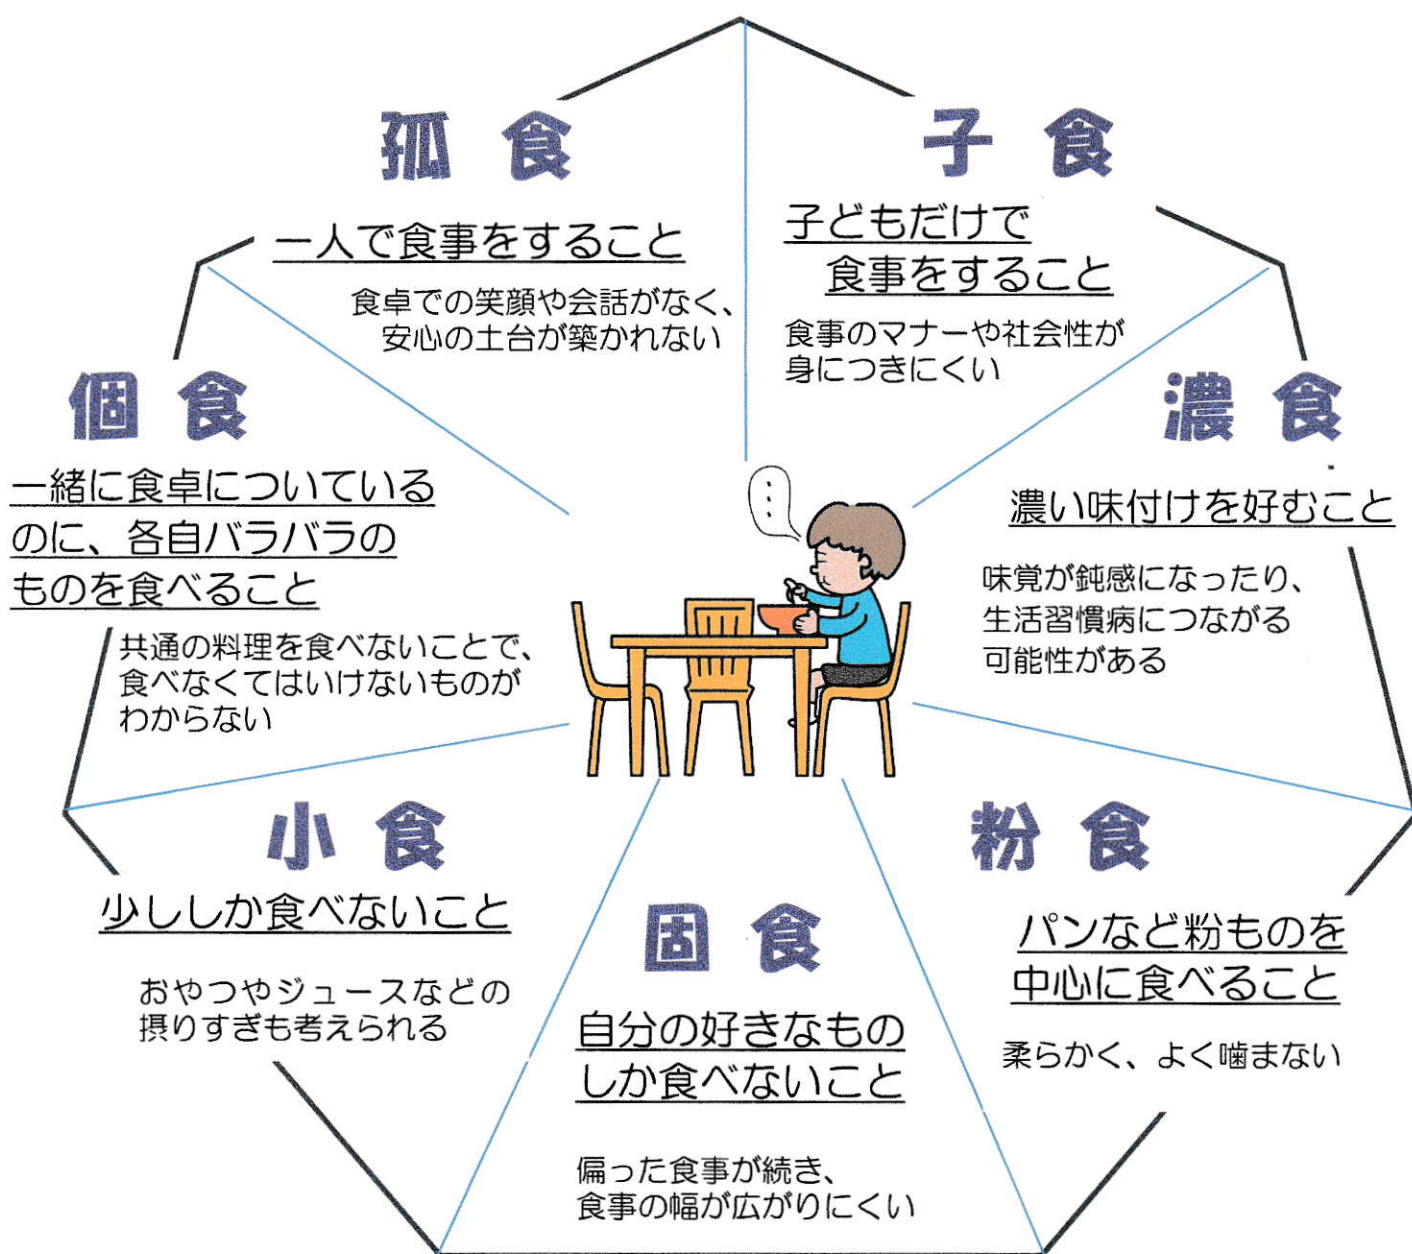 孤食
一人で食事をすること
食卓での笑顔や会話がなく、
安心の土台が築かれない
子食
子どもだけで
食事をすること
食事のマナーや社会性が
身につきにくい
個食
一緒に食卓についている
のに、各自バラバラの
ものを食べること
共通の料理を食べないことで、
食べなくてはいけないものが
わからない
濃食
濃い味付けを好むこと
味覚が鈍感になったり、
生活習慣病につながる
可能性がある
小食
少ししか食べないこと
おやつやジュースなどの
摂りすぎも考えられる
固食
自分の好きなもの
しか食べないこと
偏った食事が続き、
食事の幅が広がりにくい
粉食
パンなど粉ものを
中心に食べること
柔らかく、よく噛まない